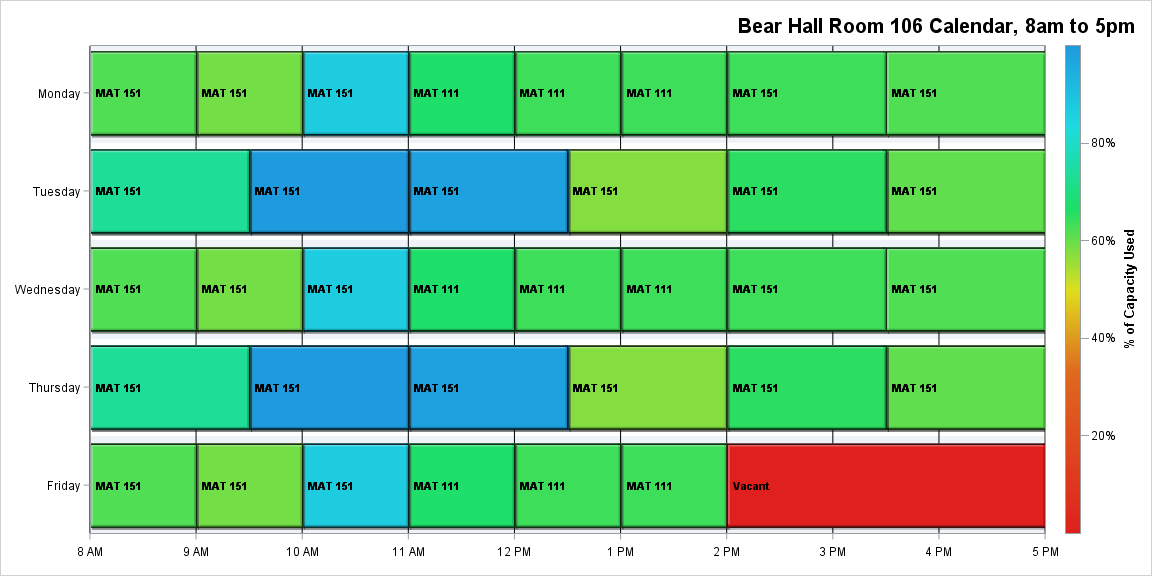 Bear Hall Room 106 Calendar, 8am to 5pm
Monday
MAT 151
MAT 151
MAT 151
MAT 111
MAT 111
MAT 111
MAT 151
MAT 151
Tuesday
MAT 151
MAT 151
MAT 151
MAT 151
MAT 151
MAT 151
Wednesday
MAT 151
MAT 151
MAT 151
MAT 111
MAT 111
MAT 111
MAT 151
MAT 151
Thursday
MAT 151
MAT 151
MAT 151
MAT 151
MAT 151
MAT 151
Friday
MAT 151
MAT 151
MAT 151
MAT 111
MAT 111
MAT 111
Vacant
8 AM
9 AM
10 AM
11 AM
12 PM
1 PM
2 PM
3 PM
4 PM
5 PM
80%
60%
40%
20%
% of Capacity Used